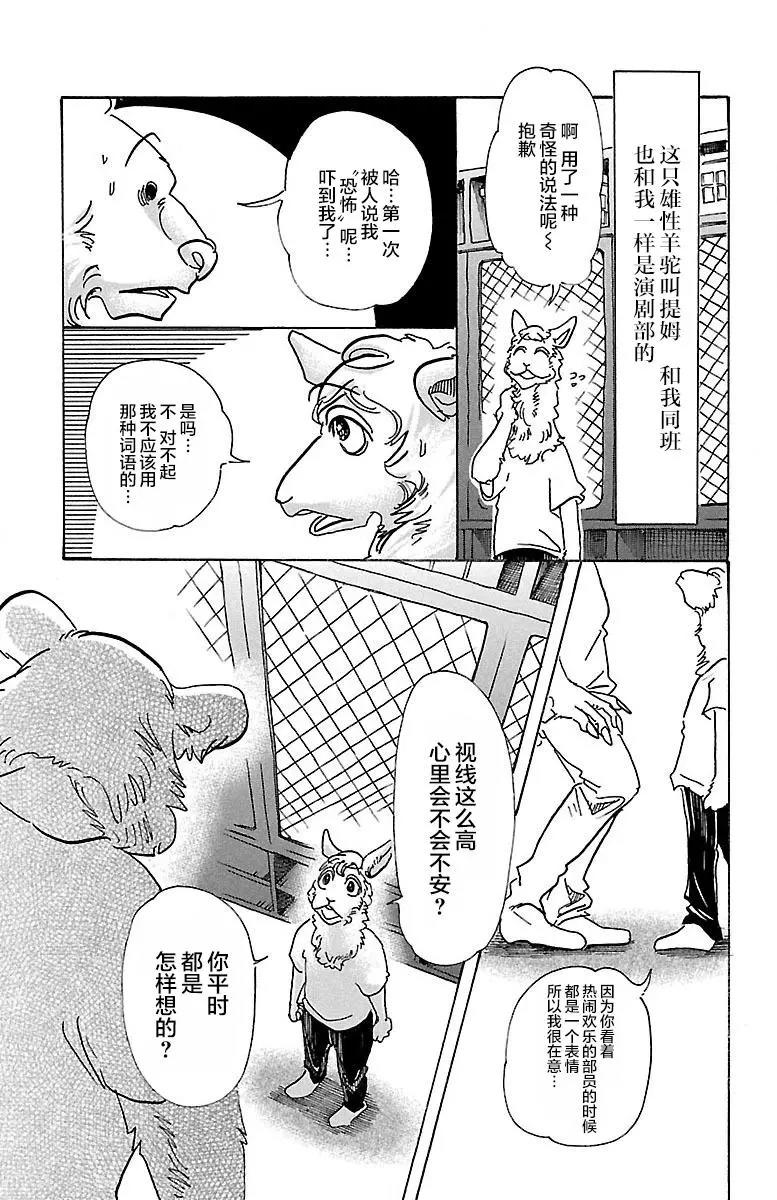 这只雄性羊驼叫提姆　和我同班
也和我一样是演剧部的
啊 用了一种
奇怪的说法呢~
抱歉
哈…第一次
被人说我
“恐怖”呢…
吓到我了…
是吗…
不 对不起
我不应该用
那种词语的…
因为你看着
热闹欢乐的部员的时候
都是一个表情
所以我很在意…
视线这么高
心里会不会不安？
你平时
都是
怎样想的？